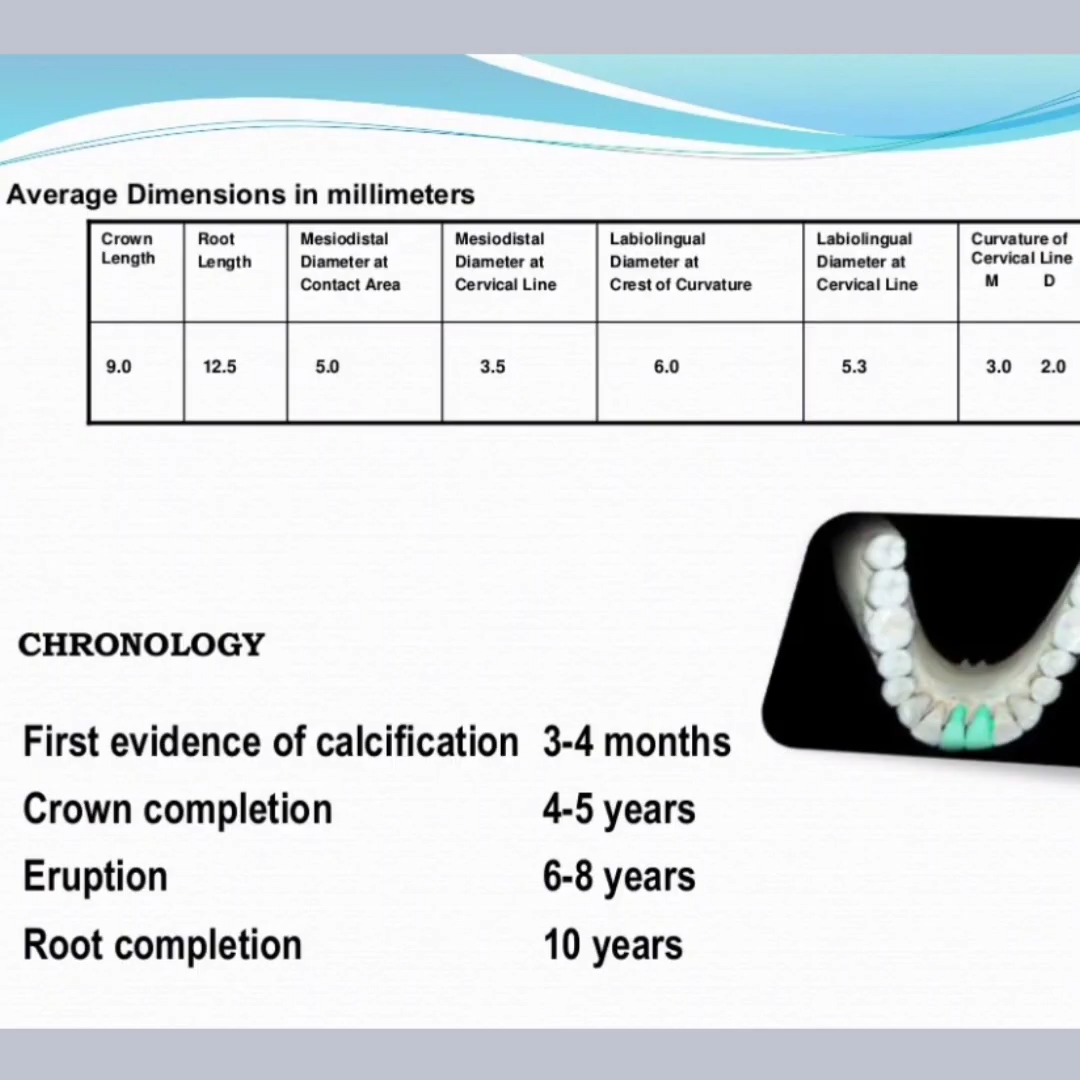 Average Dimensions in millimeters
Crown Length
Root Length
Mesiodistal Diameter at Contact Area
Mesiodistal Diameter at Cervical Line
Labiolingual Diameter at Crest of Curvature
Labiolingual Diameter at Cervical Line
Curvature of Cervical Line M D
9.0 12.5 5.0 3.5 6.0 5.3 3.0 2.0
CHRONOLOGY
First evidence of calcification 3-4 months
Crown completion 4-5 years
Eruption 6-8 years
Root completion 10 years